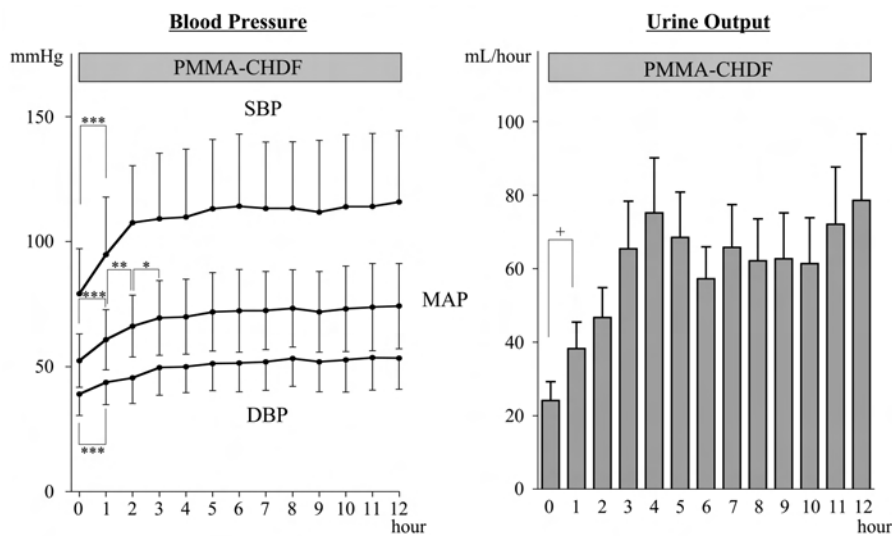 Blood Pressure
mmHg
PMMA-CHDF
SBP
150
***
100
**
*
***
MAP
50
DBP
***
0
0 1 2 3 4 5 6 7 8 9 10 11 12
hour
Urine Output
mL/hour
PMMA-CHDF
100
80
+
60
40
20
0
0 1 2 3 4 5 6 7 8 9 10 11 12
hour